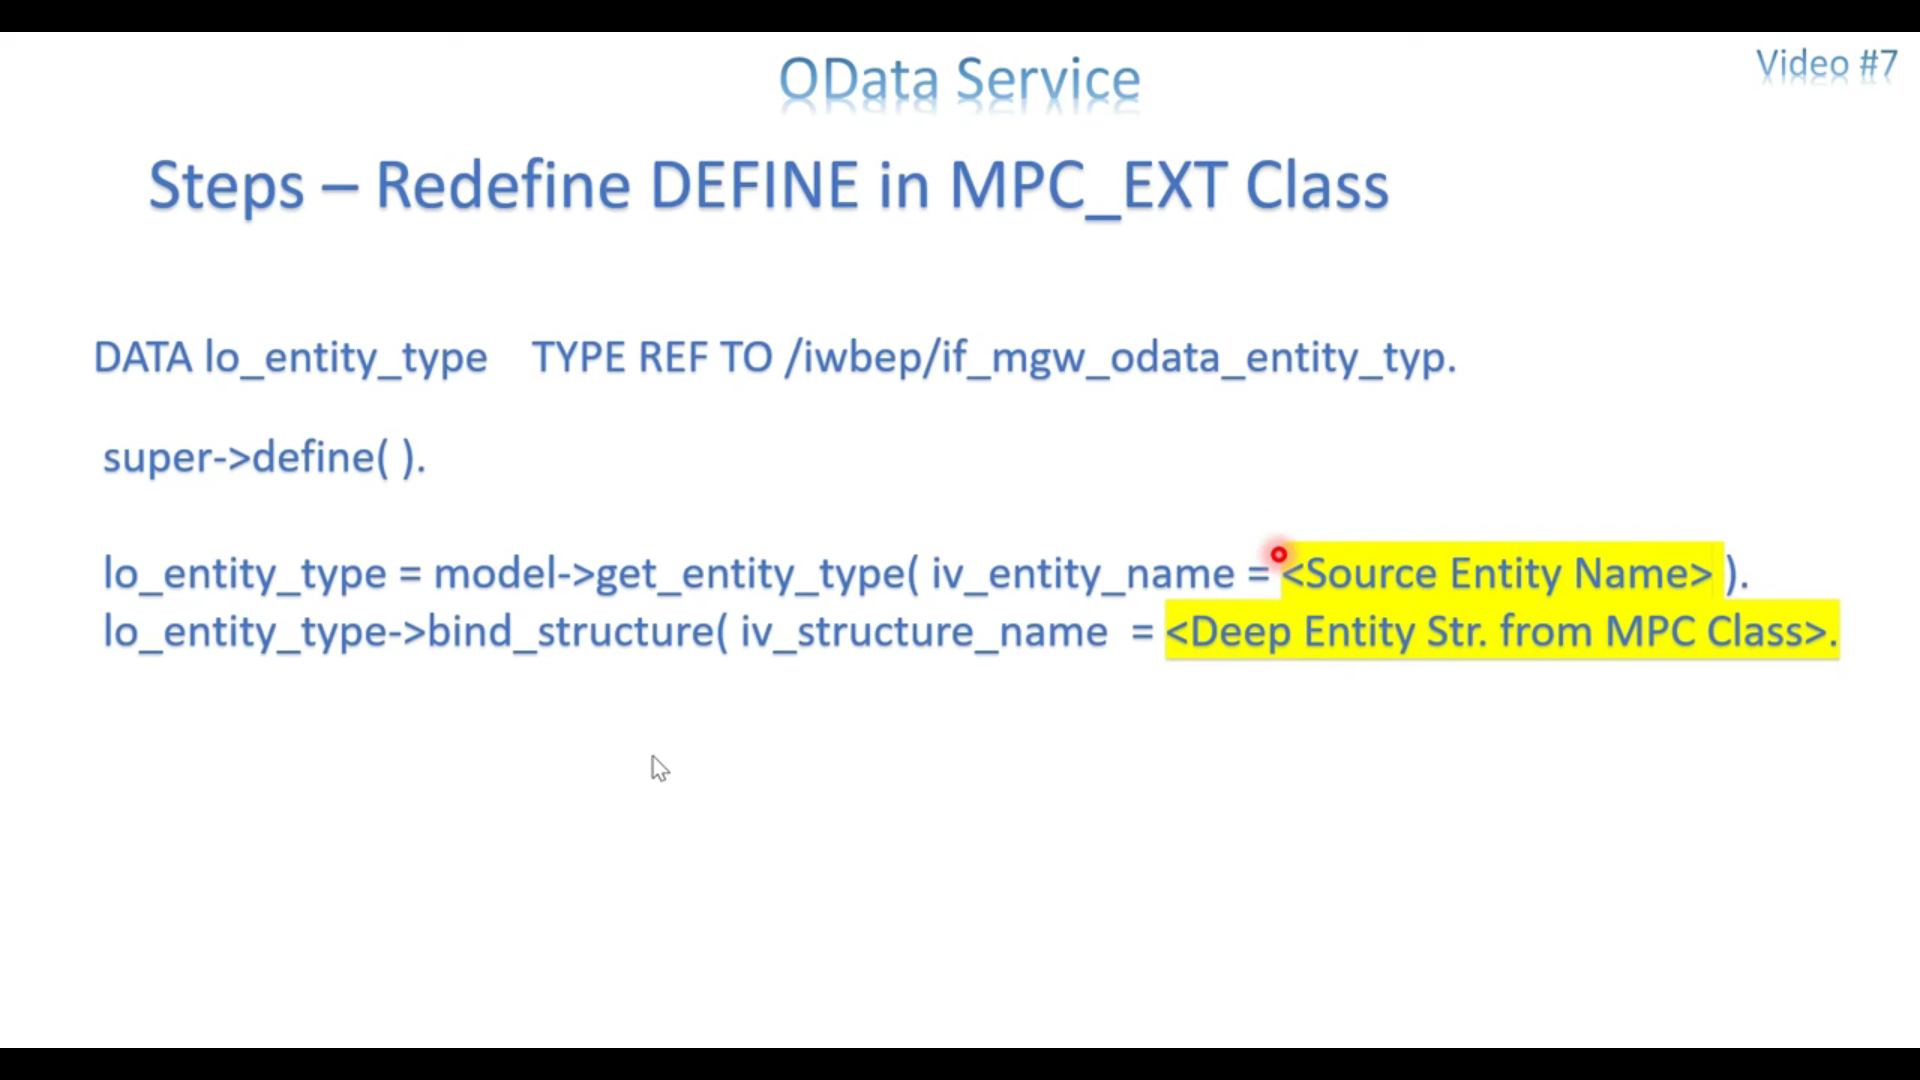 OData Service
Video #7
Steps – Redefine DEFINE in MPC_EXT Class
DATA lo_entity_type TYPE REF TO /iwbep/if_mgw_odata_entity_typ.
super->define( ).
lo_entity_type = model->get_entity_type( iv_entity_name = <Source Entity Name> ).
lo_entity_type->bind_structure( iv_structure_name = <Deep Entity Str. from MPC Class>.